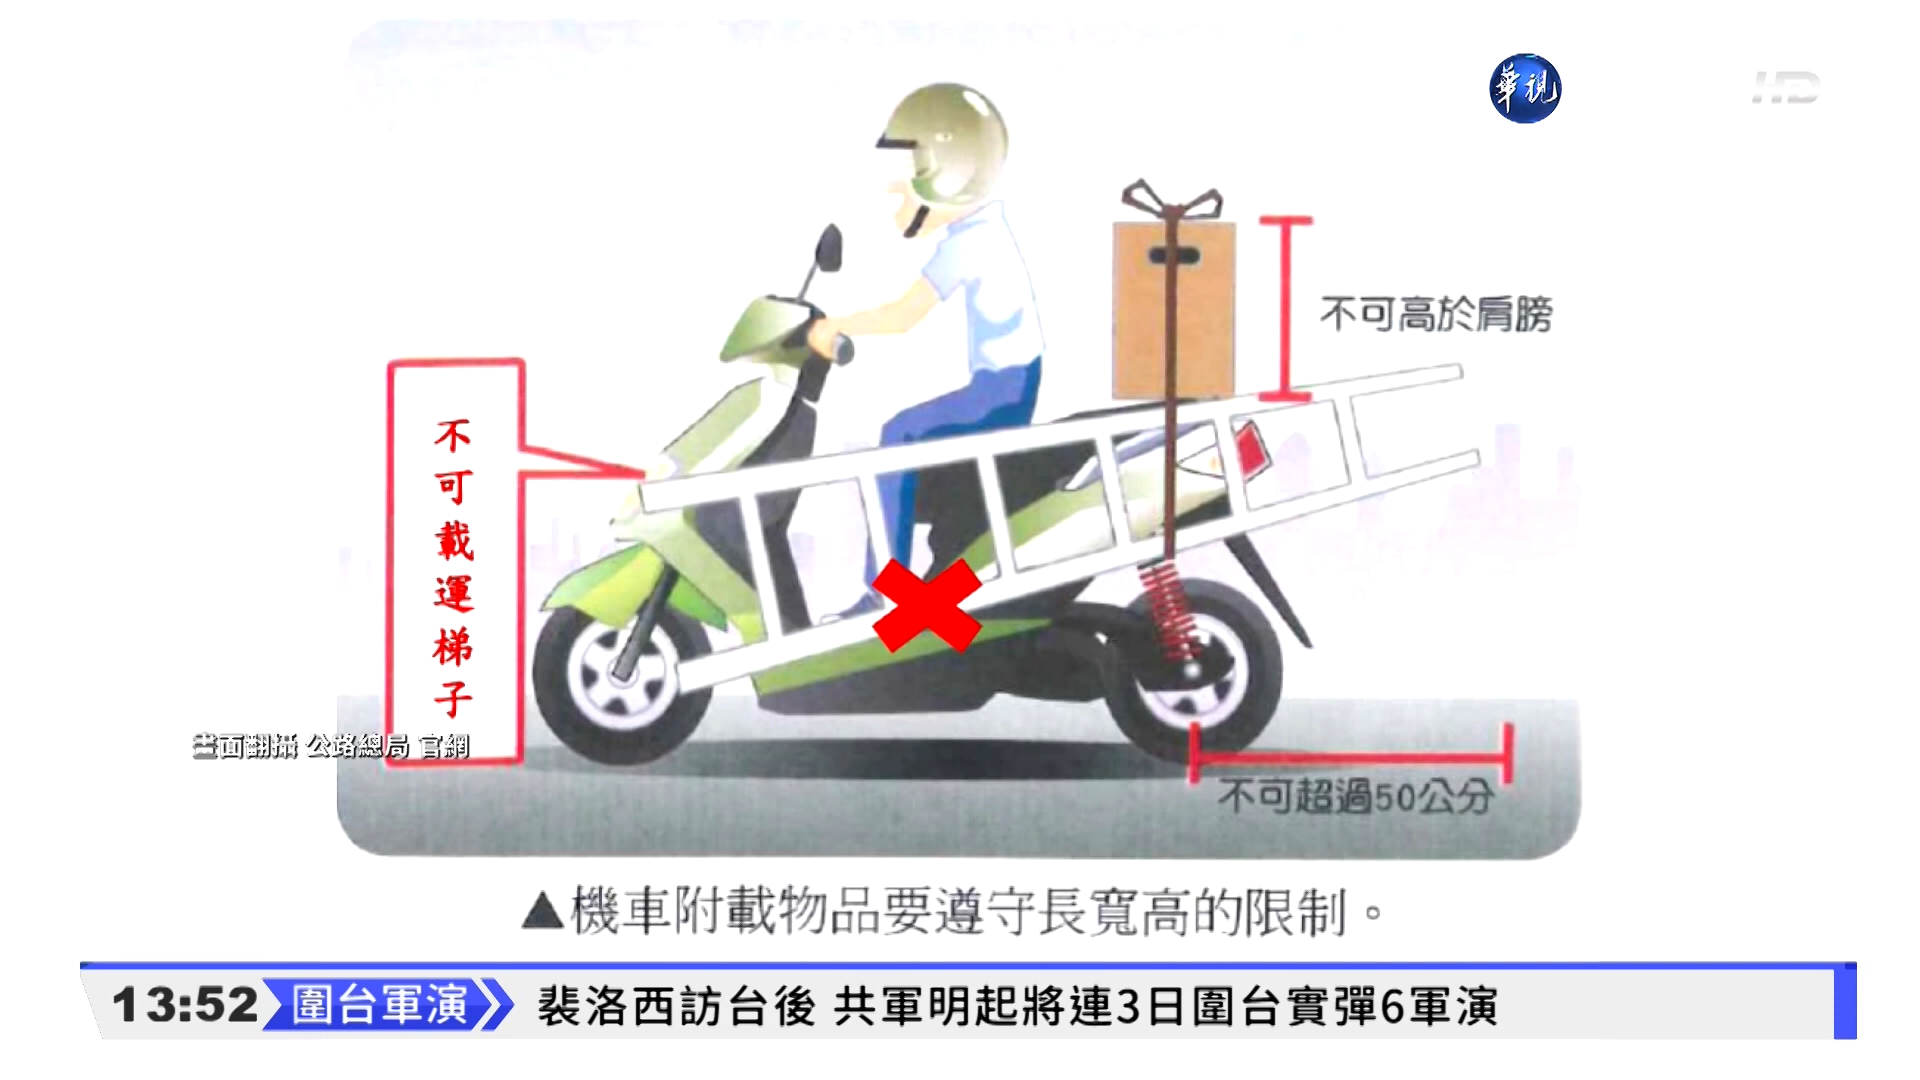 華視
HD
不可高於肩膀
不可載運梯子
畫面翻攝 公路總局 官網
不可超過50公分
▲機車附載物品要遵守長寬高的限制。
13:52 圍台軍演 裴洛西訪台後 共軍明起將連3日圍台實彈6軍演